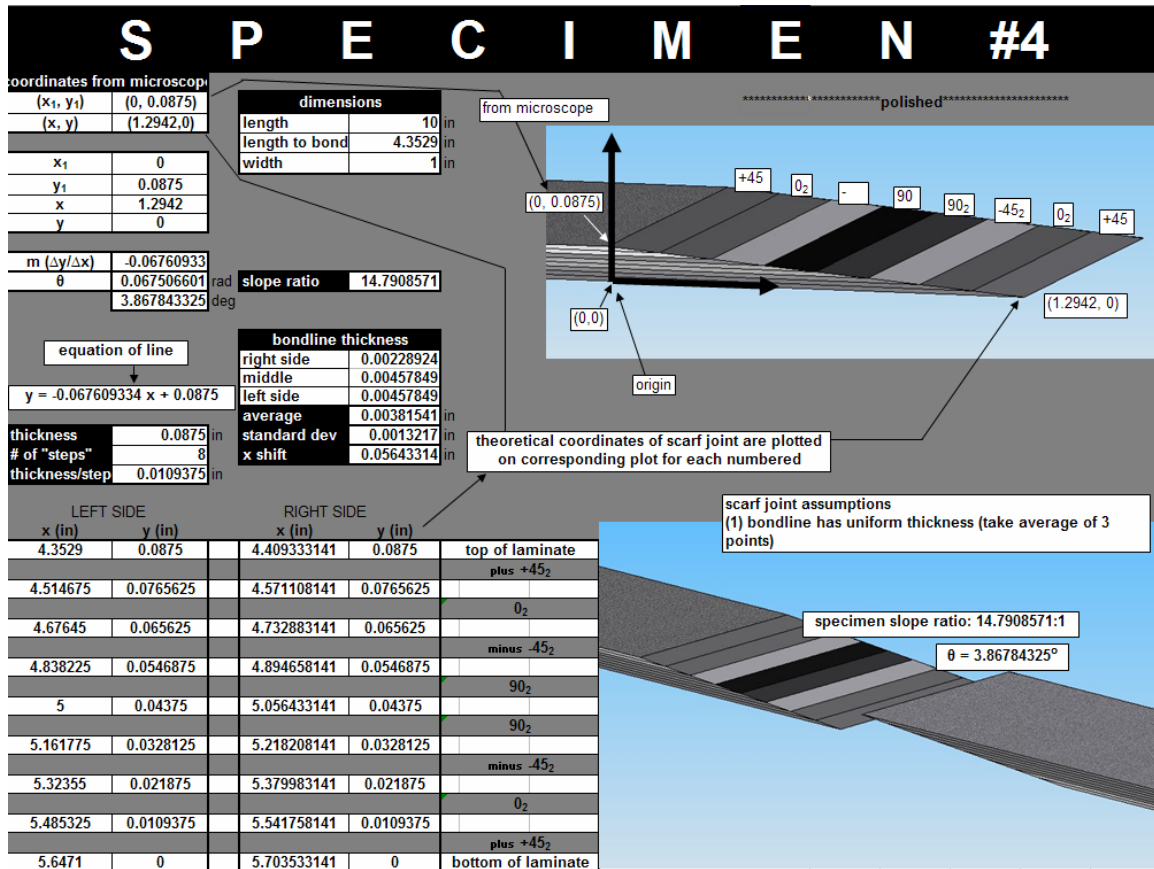 S P E C I M E N #4
coordinates from microscope
(x₁, y₁) (0, 0.0875)
(x, y) (1.2942,0)
x₁ 0
y₁ 0.0875
x 1.2942
y 0
m (Δy/Δx) -0.06760933
θ 0.067506601 rad
3.867843325 deg
slope ratio 14.7908571
dimensions
length 10 in
length to bond 4.3529 in
width 1 in
equation of line
y = -0.067609334 x + 0.0875
thickness 0.0875 in
# of "steps" 8
thickness/step 0.0109375 in
bondline thickness
right side 0.00228924
middle 0.00457849
left side 0.00457849
average 0.00381541 in
standard dev 0.0013217 in
x shift 0.05643314 in
from microscope
************************polished**********************
+45
0₂
-
90
90₂
-45₂
0₂
+45
(0, 0.0875)
(0,0)
(1.2942, 0)
origin
theoretical coordinates of scarf joint are plotted
on corresponding plot for each numbered
scarf joint assumptions
(1) bondline has uniform thickness (take average of 3
points)
specimen slope ratio: 14.7908571:1
θ = 3.86784325°
LEFT SIDE RIGHT SIDE
x (in) y (in) x (in) y (in)
4.3529 0.0875 4.409333141 0.0875 top of laminate
plus +45₂
4.514675 0.0765625 4.571108141 0.0765625
0₂
4.67645 0.065625 4.732883141 0.065625
minus -45₂
4.838225 0.0546875 4.894658141 0.0546875
90₂
5 0.04375 5.056433141 0.04375
90₂
5.161775 0.0328125 5.218208141 0.0328125
minus -45₂
5.32355 0.021875 5.379983141 0.021875
0₂
5.485325 0.0109375 5.541758141 0.0109375
plus +45₂
5.6471 0 5.703533141 0 bottom of laminate